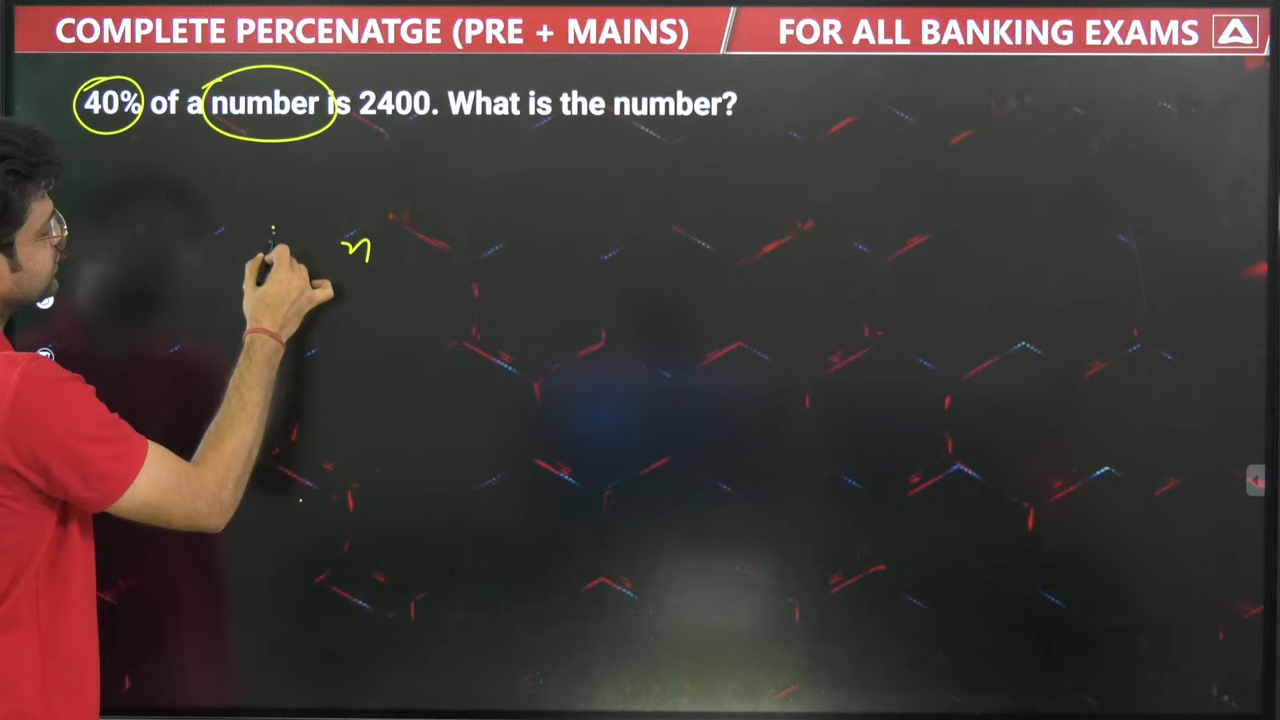 COMPLETE PERCENATGE (PRE + MAINS) FOR ALL BANKING EXAMS
40% of a number is 2400. What is the number?